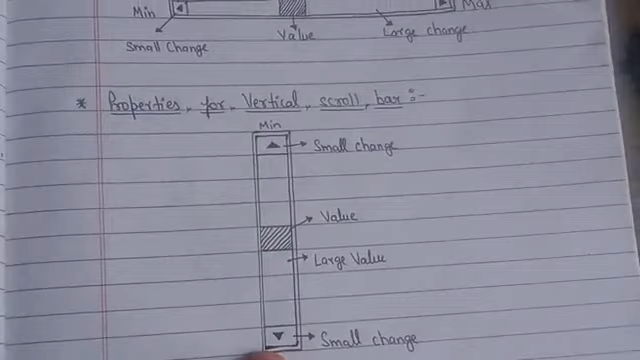 Min
Max
Small Change
Value
Large change
* Properties for Vertical scroll bar :-
Min
Small change
Value
Large Value
Small change